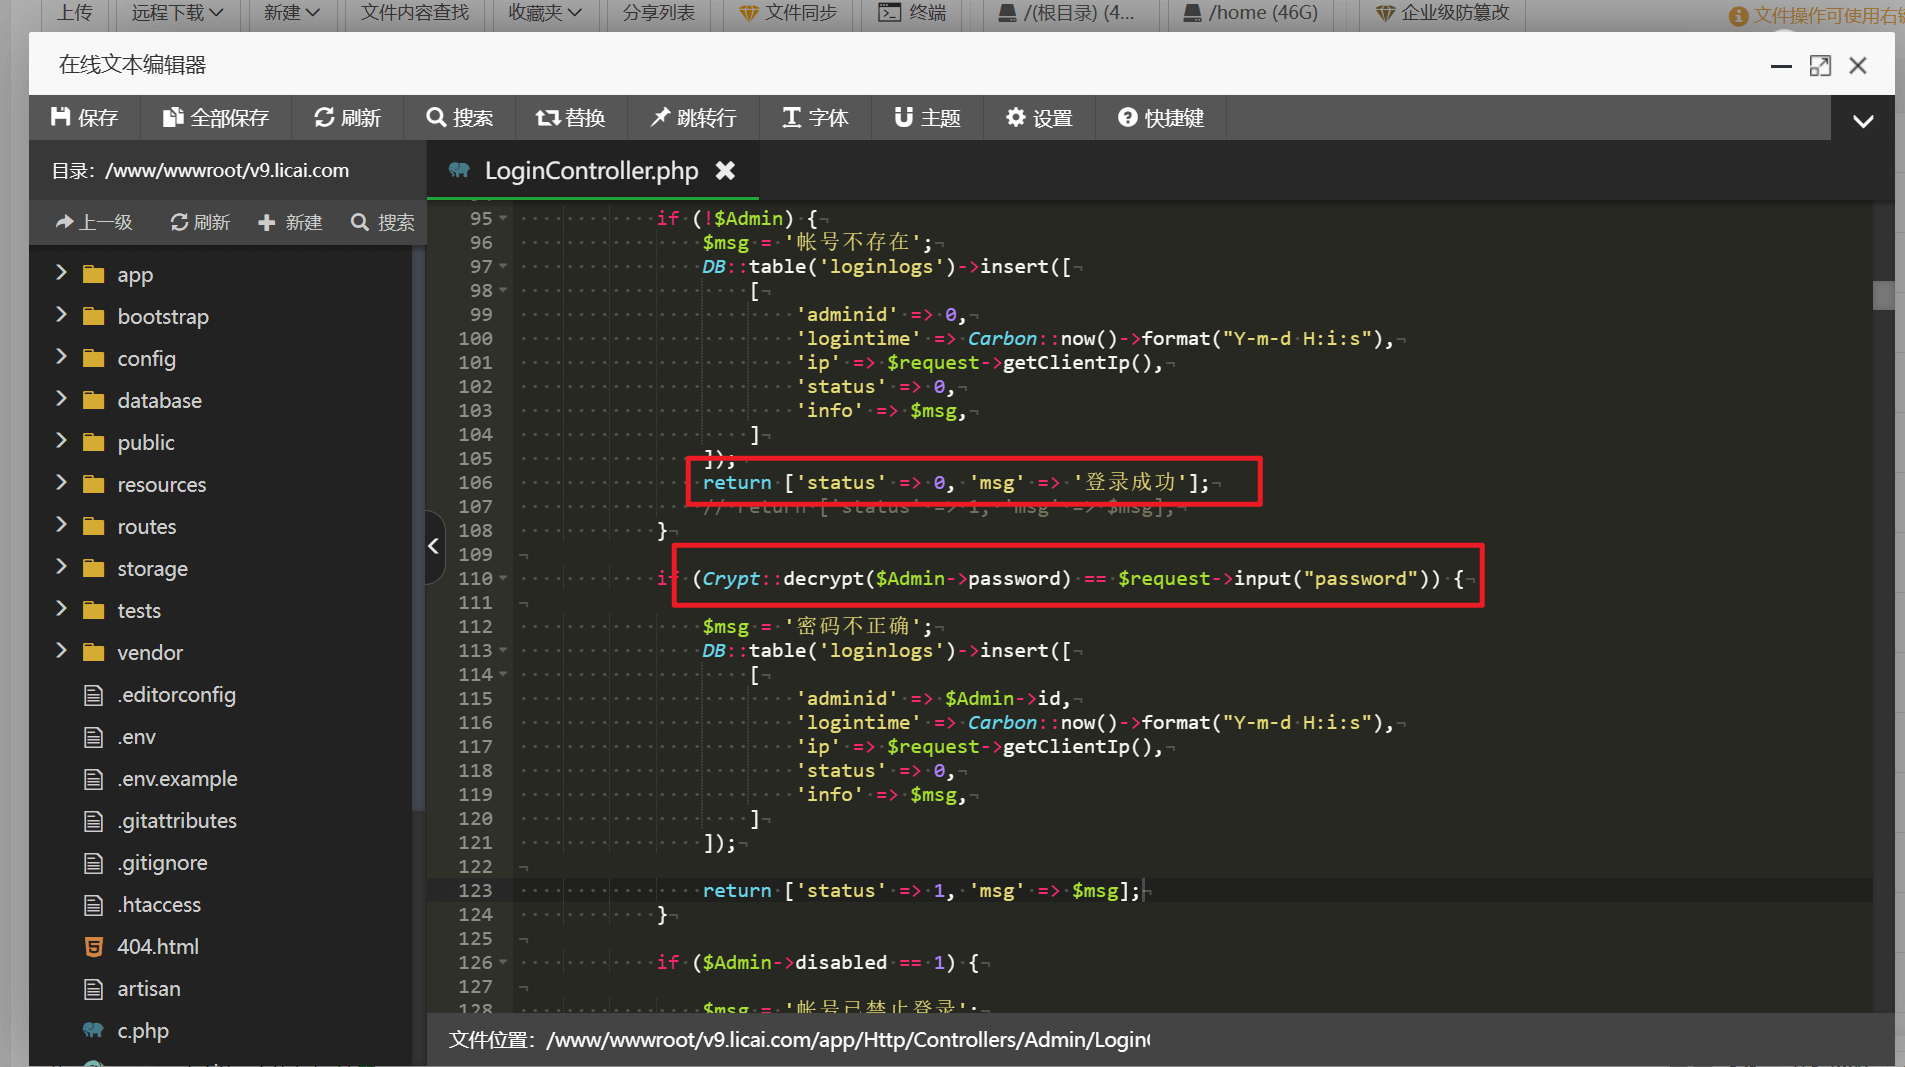 上传 远程下载 新建 文件内容查找 收藏夹 分享列表 文件同步 终端 /(根目录) (4... /home (46G) 企业级防篡改 文件操作可使用右键
在线文本编辑器
保存 全部保存 刷新 搜索 替换 跳转行 字体 主题 设置 快捷键
目录：/www/wwwroot/v9.licai.com
LoginController.php
上一级 刷新 新建 搜索
app
bootstrap
config
database
public
resources
routes
storage
tests
vendor
.editorconfig
.env
.env.example
.gitattributes
.gitignore
.htaccess
404.html
artisan
c.php
95 if (!$Admin) {
96 $msg = '帐号不存在';
97 DB::table('loginlogs')->insert([
98 [
99 'adminid' => 0,
100 'logintime' => Carbon::now()->format("Y-m-d H:i:s"),
101 'ip' => $request->getClientIp(),
102 'status' => 0,
103 'info' => $msg,
104 ]
105 ]);
106 return ['status' => 0, 'msg' => '登录成功'];
107 // return ['status' => 1, 'msg' => $msg];
108 }
109
110 if (Crypt::decrypt($Admin->password) == $request->input("password")) {
111
112 $msg = '密码不正确';
113 DB::table('loginlogs')->insert([
114 [
115 'adminid' => $Admin->id,
116 'logintime' => Carbon::now()->format("Y-m-d H:i:s"),
117 'ip' => $request->getClientIp(),
118 'status' => 0,
119 'info' => $msg,
120 ]
121 ]);
122
123 return ['status' => 1, 'msg' => $msg];
124 }
125
126 if ($Admin->disabled == 1) {
127
128 $msg = '帐号已禁止登录';
文件位置：/www/wwwroot/v9.licai.com/app/Http/Controllers/Admin/Login